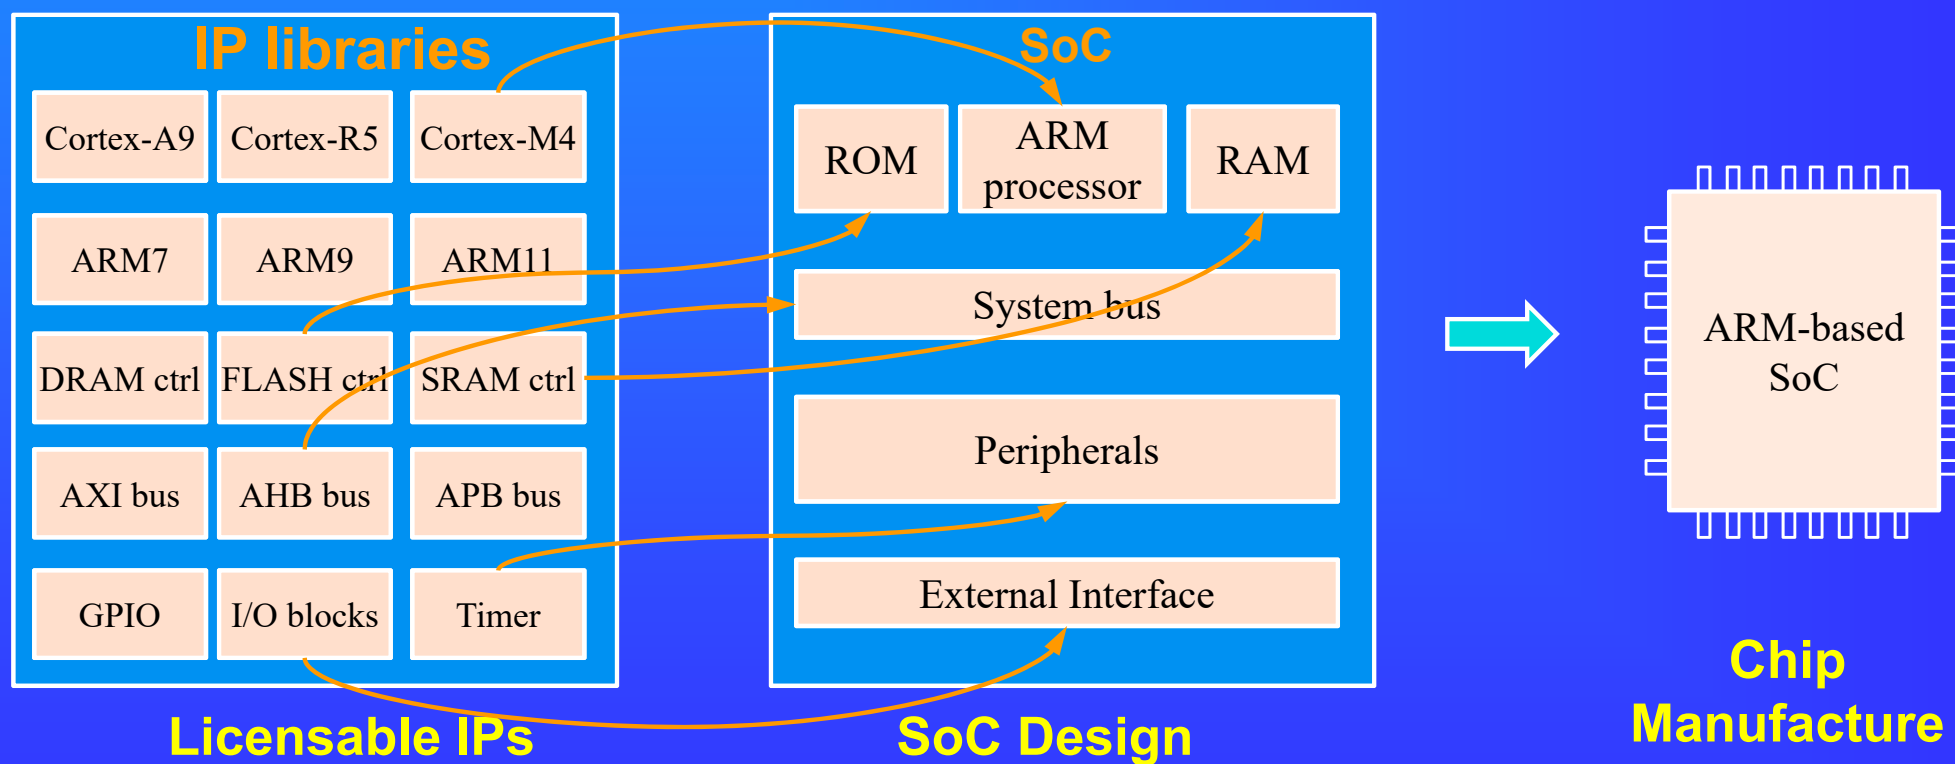 IP libraries
Cortex-A9
Cortex-R5
Cortex-M4
ARM7
ARM9
ARM11
DRAM ctrl
FLASH ctrl
SRAM ctrl
AXI bus
AHB bus
APB bus
GPIO
I/O blocks
Timer
Licensable IPs
SoC
ROM
ARM
processor
RAM
System bus
Peripherals
External Interface
SoC Design
ARM-based
SoC
Chip
Manufacture